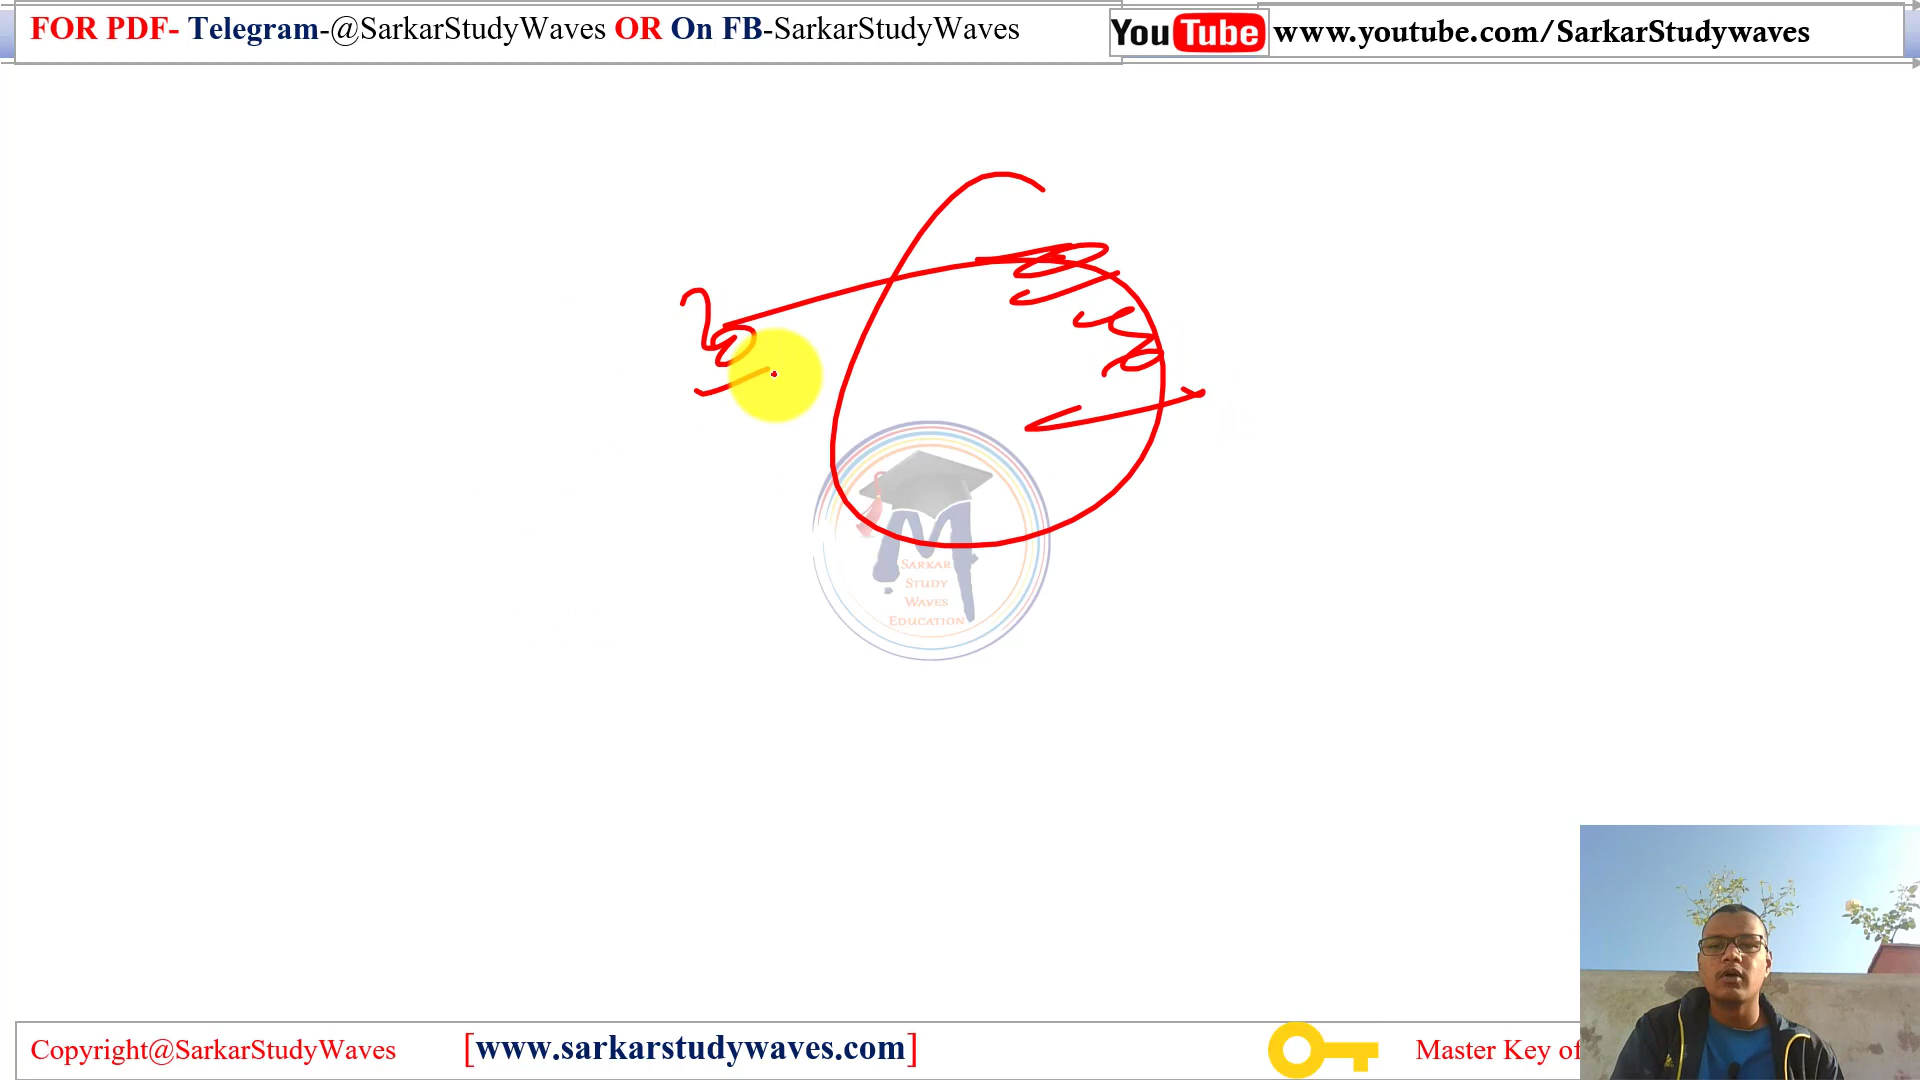 FOR PDF- Telegram-@SarkarStudyWaves OR On FB-SarkarStudyWaves
YouTube www.youtube.com/SarkarStudywaves
SARKAR
STUDY
WAVES
EDUCATION
Copyright@SarkarStudyWaves [www.sarkarstudywaves.com] Master Key of